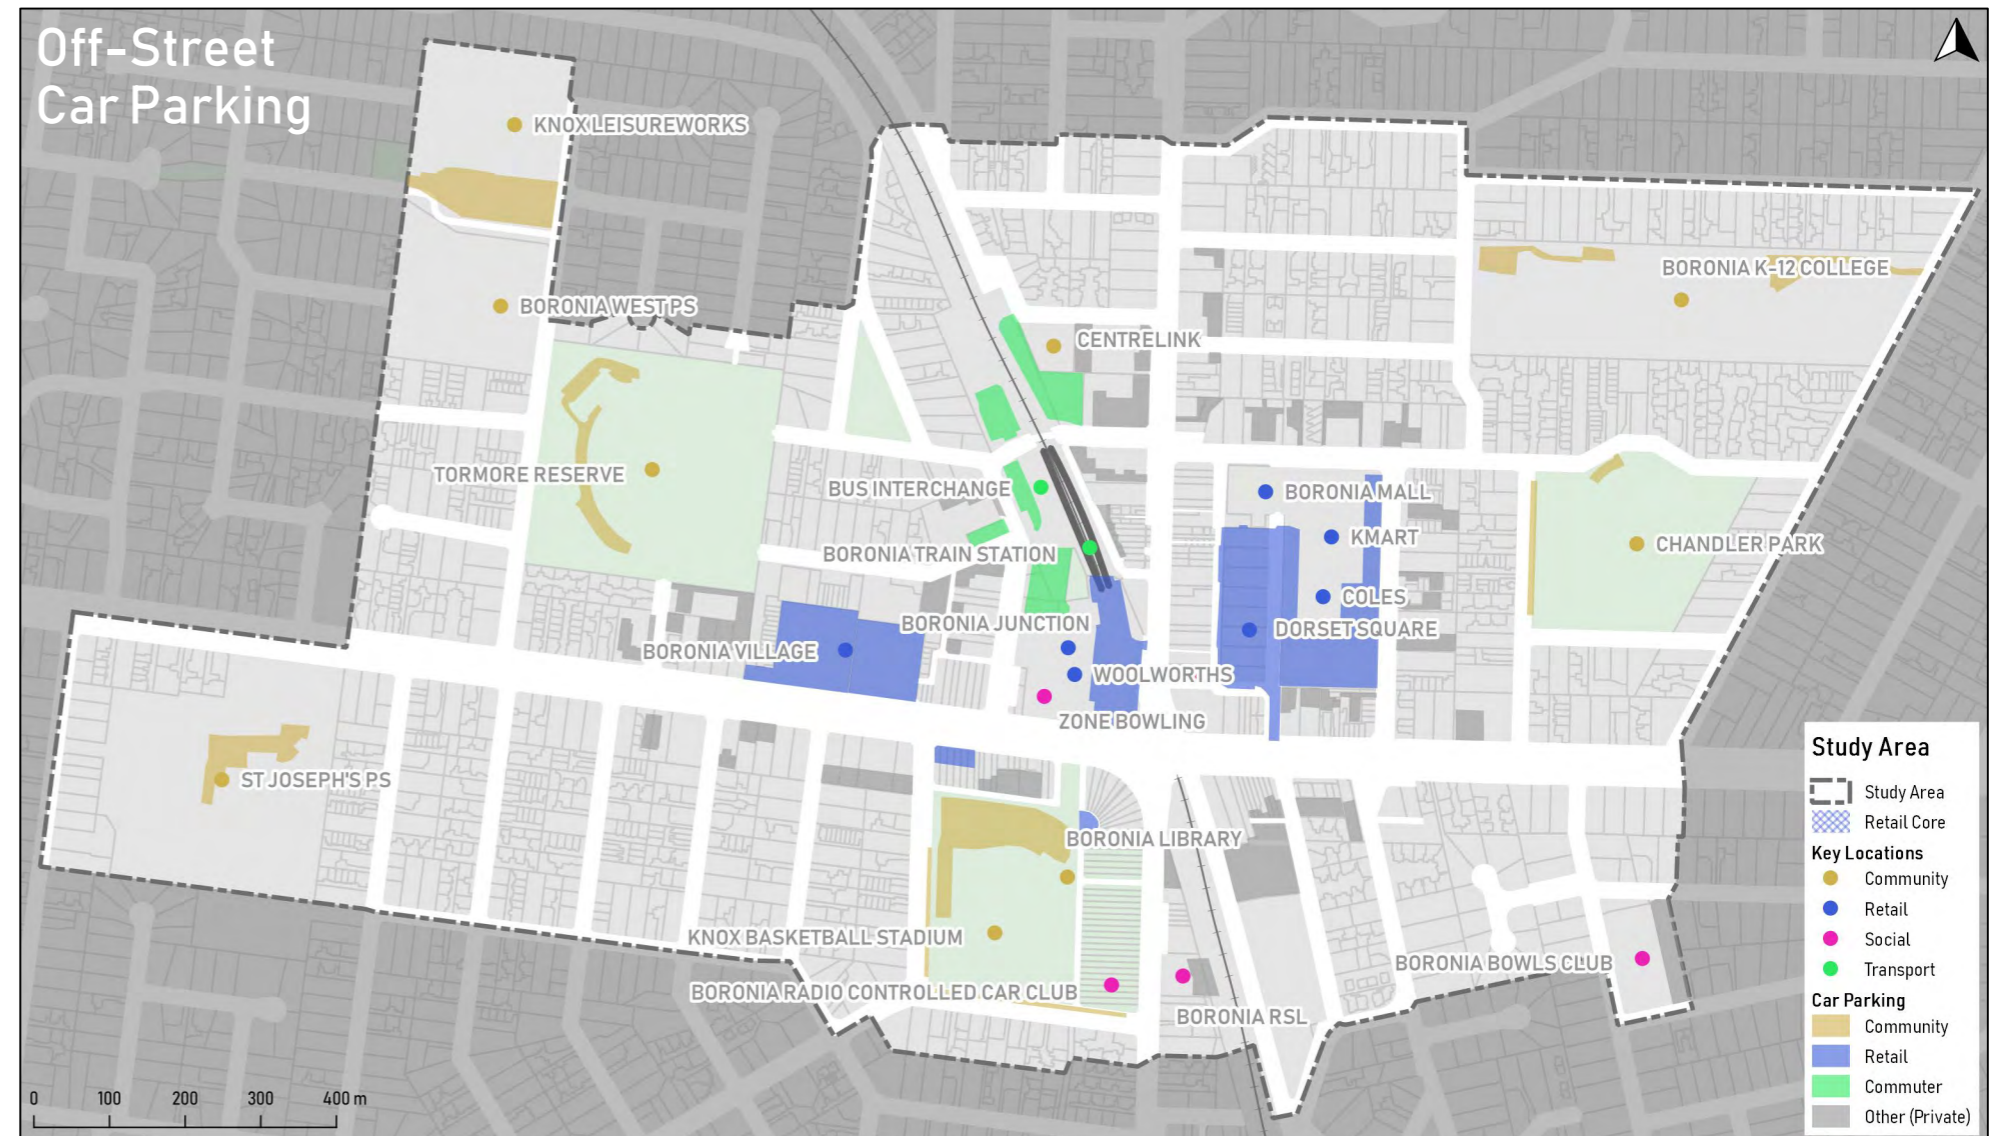 Off-Street
Car Parking
KNOX LEISUREWORKS
BORONIA WEST PS
BORONIA K-12 COLLEGE
CENTRELINK
TORMORE RESERVE
BUS INTERCHANGE
BORONIA MALL
KMART
CHANDLER PARK
BORONIA TRAIN STATION
COLES
BORONIA JUNCTION
DORSET SQUARE
BORONIA VILLAGE
WOOLWORTHS
ZONE BOWLING
ST JOSEPH'S PS
BORONIA LIBRARY
KNOX BASKETBALL STADIUM
BORONIA BOWLS CLUB
BORONIA RADIO CONTROLLED CAR CLUB
BORONIA RSL
Study Area
Study Area
Retail Core
Key Locations
Community
Retail
Social
Transport
Car Parking
Community
Retail
Commuter
Other (Private)
0 100 200 300 400 m